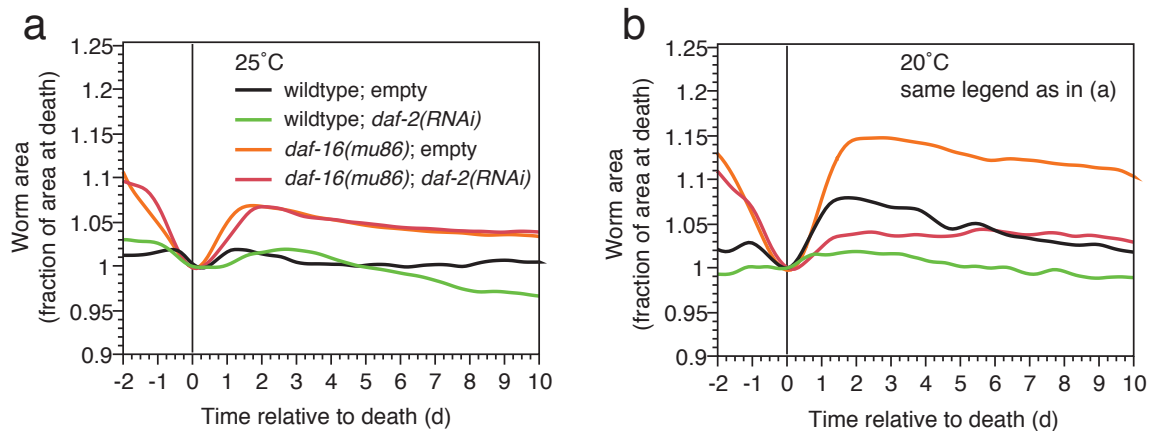 a
25˚C
wildtype; empty
wildtype; daf-2(RNAi)
daf-16(mu86); empty
daf-16(mu86); daf-2(RNAi)
Worm area
(fraction of area at death)
1.25
1.2
1.15
1.1
1.05
1
0.95
0.9
-2 -1 0 1 2 3 4 5 6 7 8 9 10
Time relative to death (d)
b
20˚C
same legend as in (a)
Worm area
(fraction of area at death)
1.25
1.2
1.15
1.1
1.05
1
0.95
0.9
-2 -1 0 1 2 3 4 5 6 7 8 9 10
Time relative to death (d)